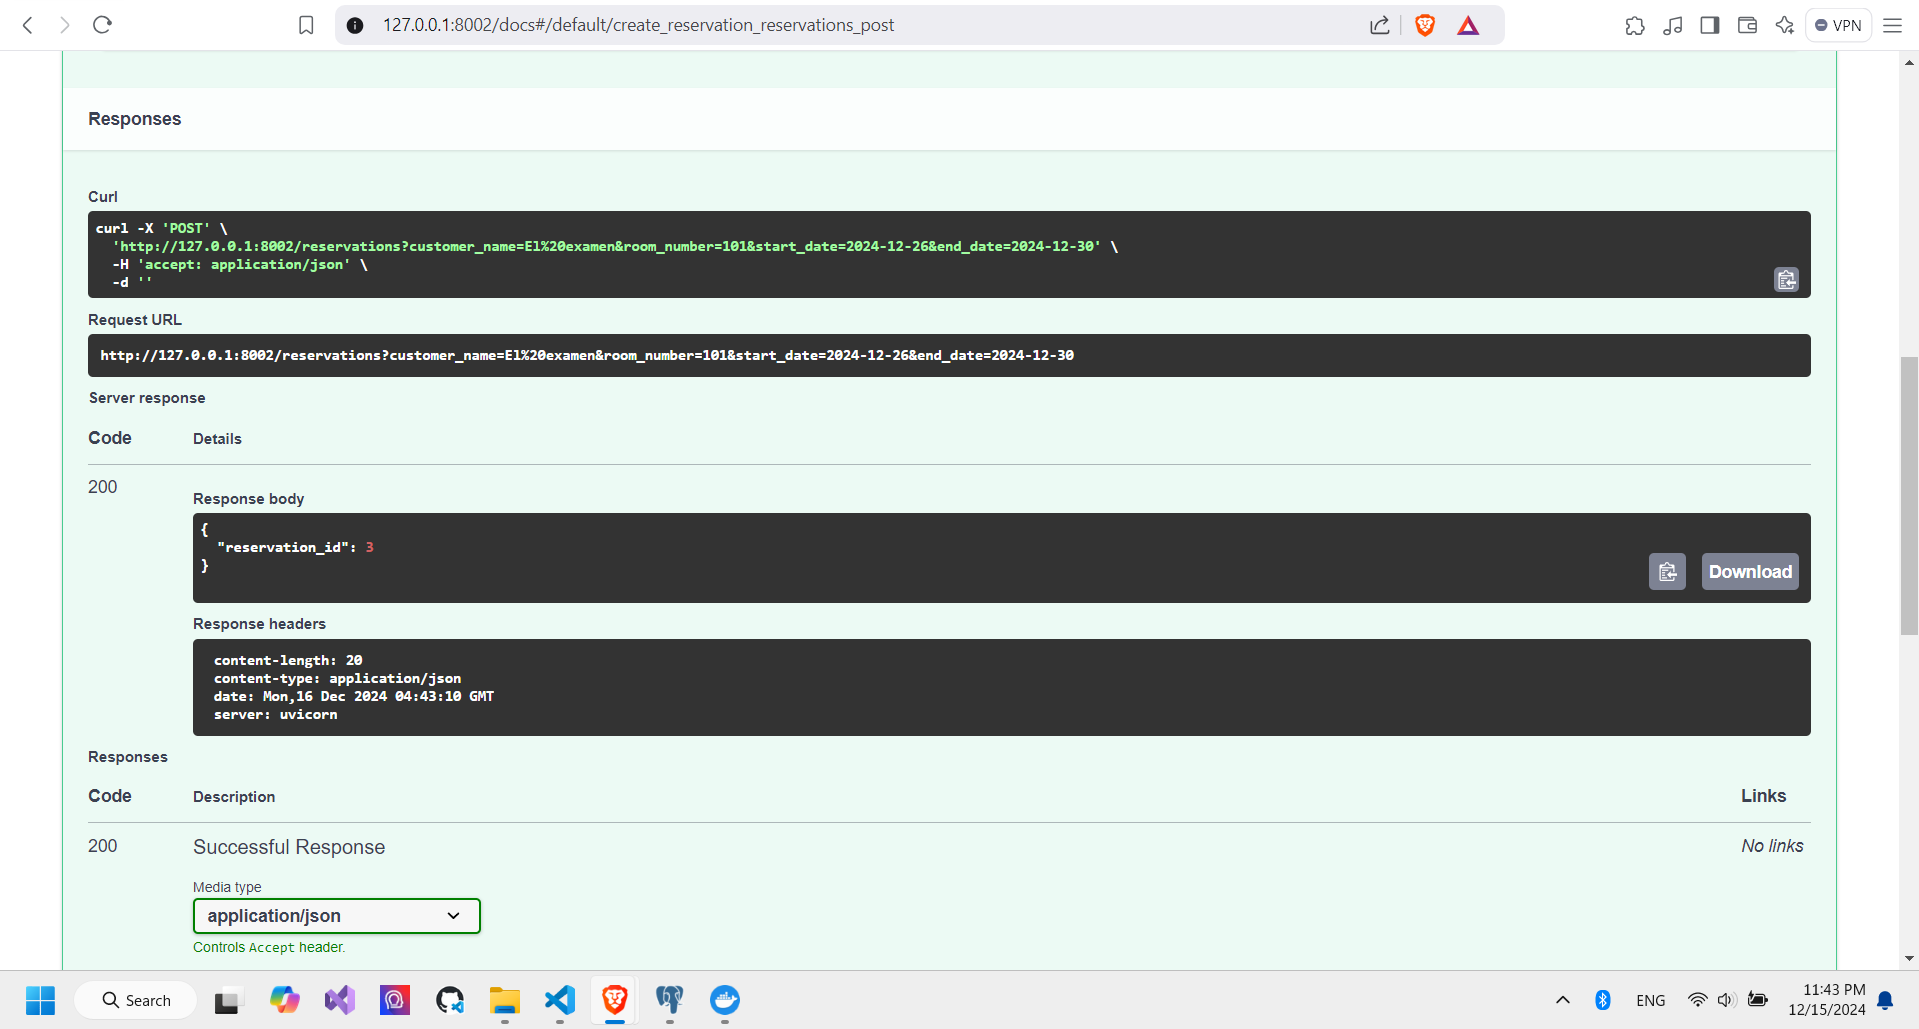 127.0.0.1:8002/docs#/default/create_reservation_reservations_post
VPN
Responses
Curl
curl -X 'POST' \
'http://127.0.0.1:8002/reservations?customer_name=El%20examen&room_number=101&start_date=2024-12-26&end_date=2024-12-30' \
-H 'accept: application/json' \
-d ''
Request URL
http://127.0.0.1:8002/reservations?customer_name=El%20examen&room_number=101&start_date=2024-12-26&end_date=2024-12-30
Server response
Code Details
200
Response body
{
"reservation_id": 3
}
Download
Response headers
content-length: 20
content-type: application/json
date: Mon,16 Dec 2024 04:43:10 GMT
server: uvicorn
Responses
Code Description Links
200 Successful Response No links
Media type
application/json
Controls Accept header.
Search
ENG
11:43 PM
12/15/2024